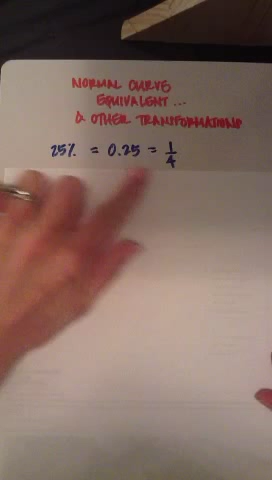 NORMAL CURVE
EQUIVALENT...
& OTHER TRANSFORMATIONS
25% = 0.25 = 1/4